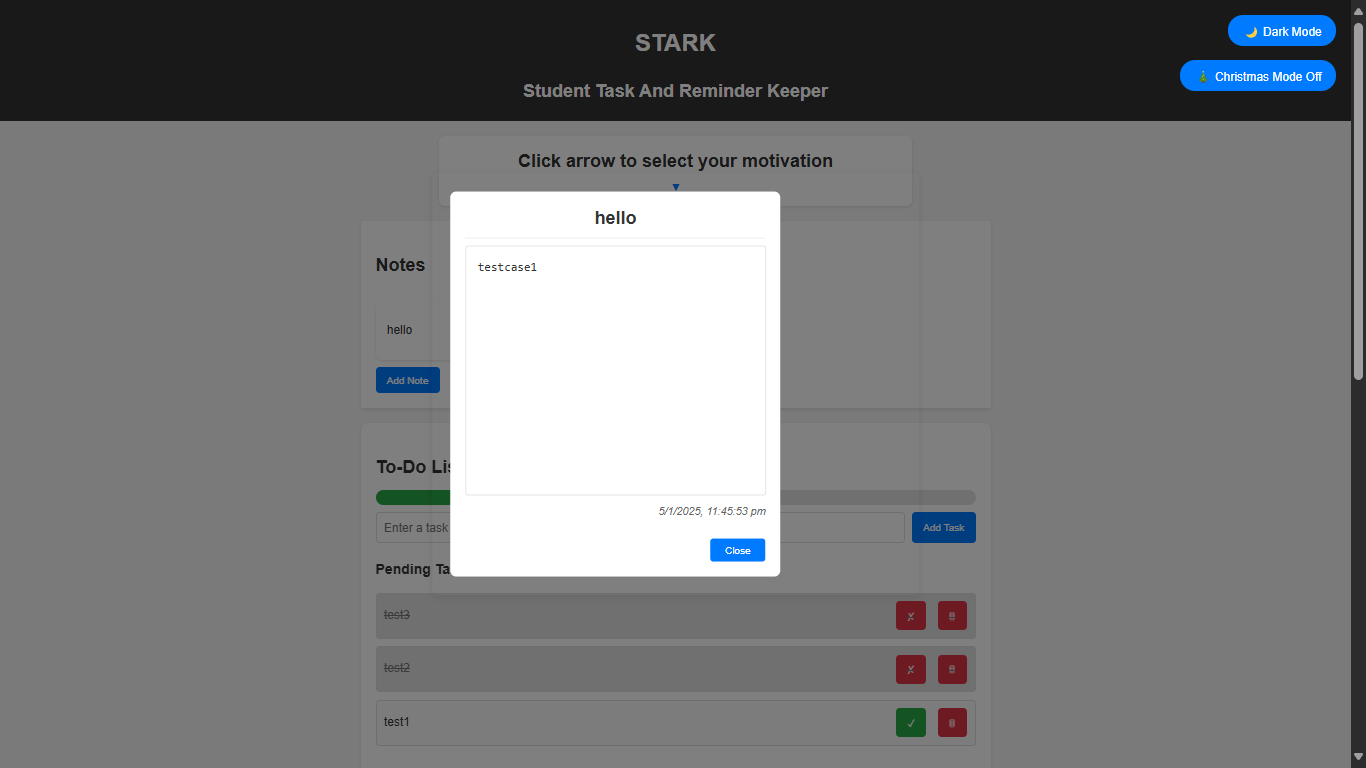 STARK
Student Task And Reminder Keeper
🌙 Dark Mode
🎄 Christmas Mode Off
Click arrow to select your motivation
▼
hello
testcase1
5/1/2025, 11:45:53 pm
Close
Notes
hello
Add Note
To-Do Lis
Enter a task
Add Task
Pending Ta
test3
test2
test1